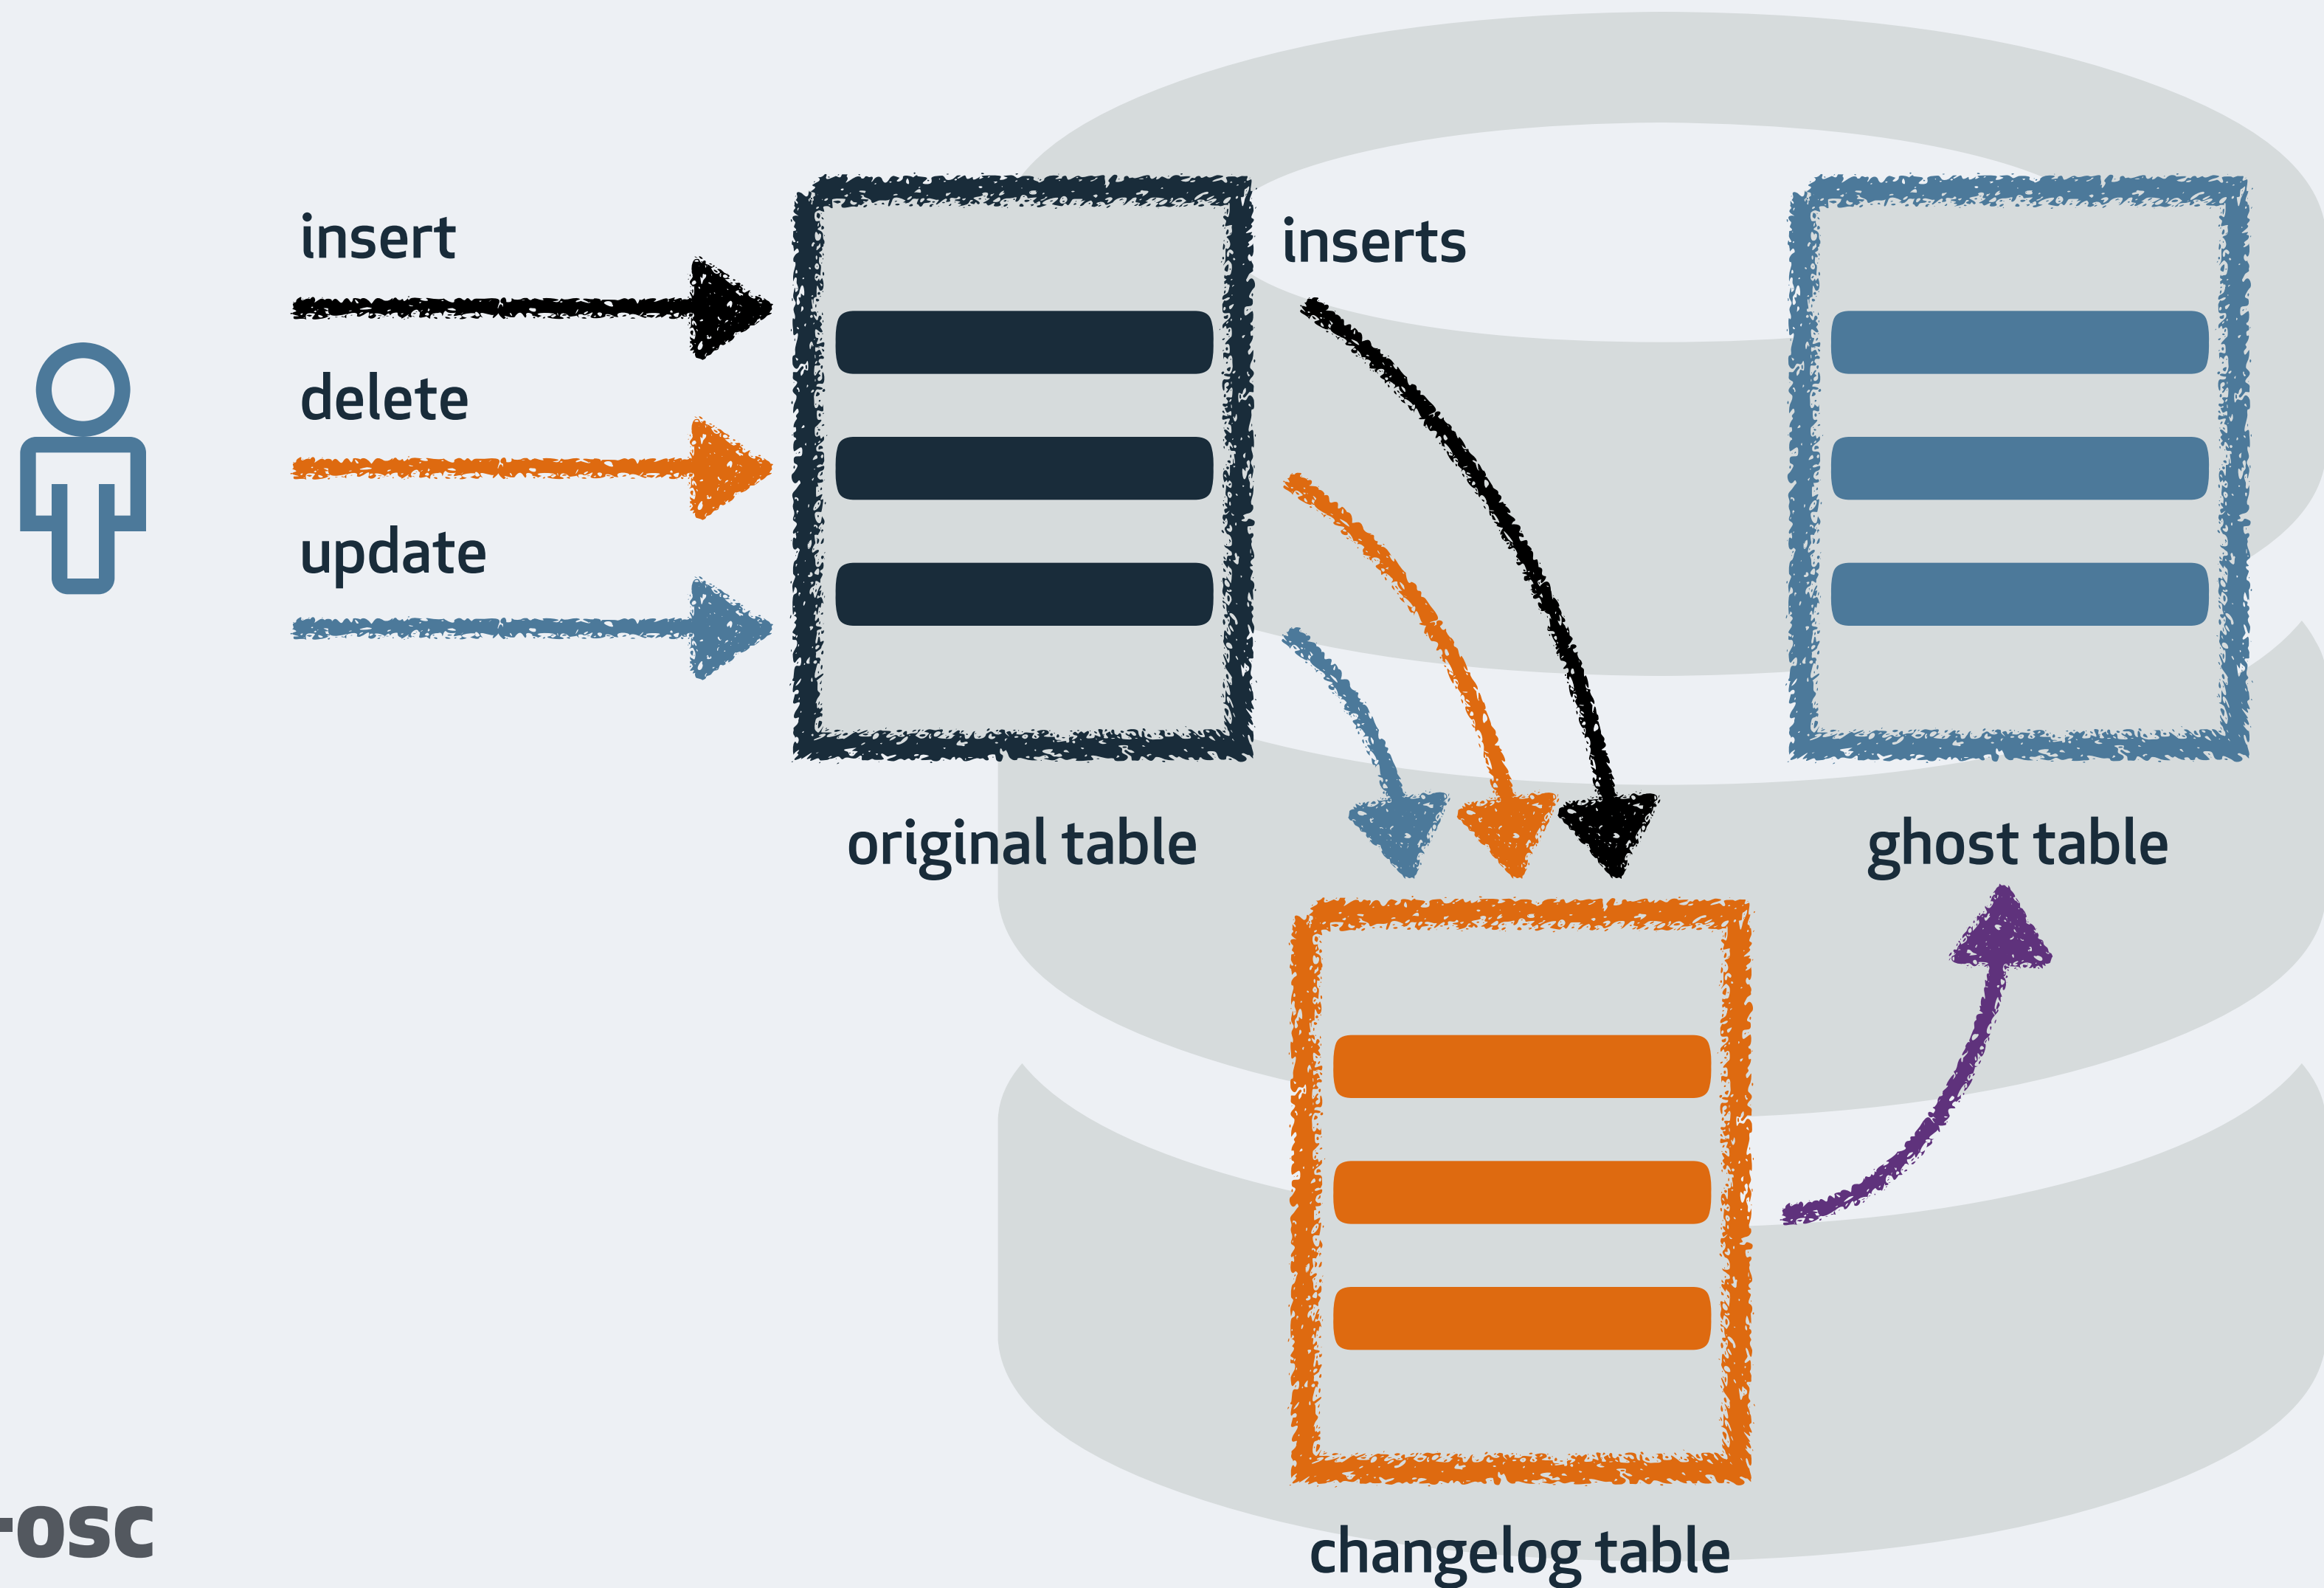 insert
inserts
delete
update
original table
ghost table
-osc
changelog table